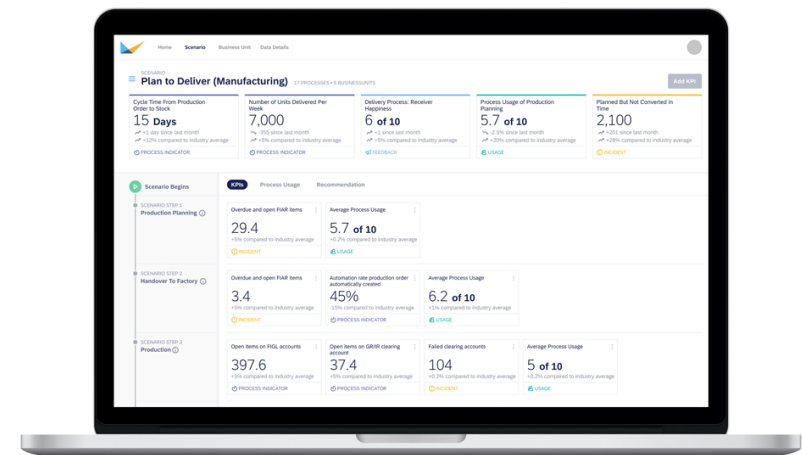 Home Scenario Business Unit Data Details
SCENARIO
Plan to Deliver (Manufacturing) 17 PROCESSES • 5 BUSINESSUNITS
Add KPI
Cycle Time From Production
Order to Stock
15 Days
+1 day since last month
+12% compared to industry average
PROCESS INDICATOR
Number of Units Delivered Per
Week
7,000
-355 since last month
+5% compared to industry average
PROCESS INDICATOR
Delivery Process: Receiver
Happiness
6 of 10
+1 since last month
+5% compared to industry average
FEEDBACK
Process Usage of Production
Planning
5.7 of 10
-2.3% since last month
+20% compared to industry average
USAGE
Planned But Not Converted in
Time
2,100
+201 since last month
+28% compared to industry average
INCIDENT
Scenario Begins
KPIs Process Usage Recommendation
SCENARIO STEP 1
Production Planning
Overdue and open FIAR items
29.4
+5% compared to industry average
INCIDENT
Average Process Usage
5.7 of 10
+0.2% compared to industry average
USAGE
SCENARIO STEP 2
Handover To Factory
Overdue and open FIAR items
3.4
+5% compared to industry average
INCIDENT
Automation rate production order
automatically created
45%
-15% compared to industry average
PROCESS INDICATOR
Average Process Usage
6.2 of 10
+1% compared to industry average
USAGE
SCENARIO STEP 3
Production
Open items on FIGL accounts
397.6
+5% compared to industry average
PROCESS INDICATOR
Open items on GR/IR clearing
account
37.4
+5% compared to industry average
PROCESS INDICATOR
Failed clearing accounts
104
+0.2% compared to industry average
INCIDENT
Average Process Usage
5 of 10
+0.2% compared to industry average
USAGE